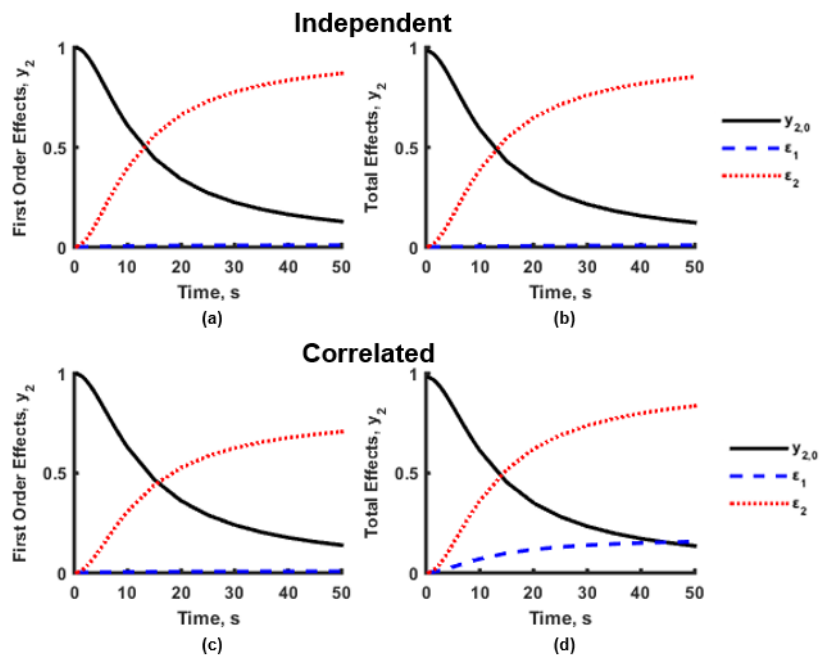 Independent
First Order Effects, y2
1
0.5
0
0 10 20 30 40 50
Time, s
(a)
Total Effects, y2
1
0.5
0
0 10 20 30 40 50
Time, s
(b)
y2,0
ε1
ε2
Correlated
First Order Effects, y2
1
0.5
0
0 10 20 30 40 50
Time, s
(c)
Total Effects, y2
1
0.5
0
0 10 20 30 40 50
Time, s
(d)
y2,0
ε1
ε2